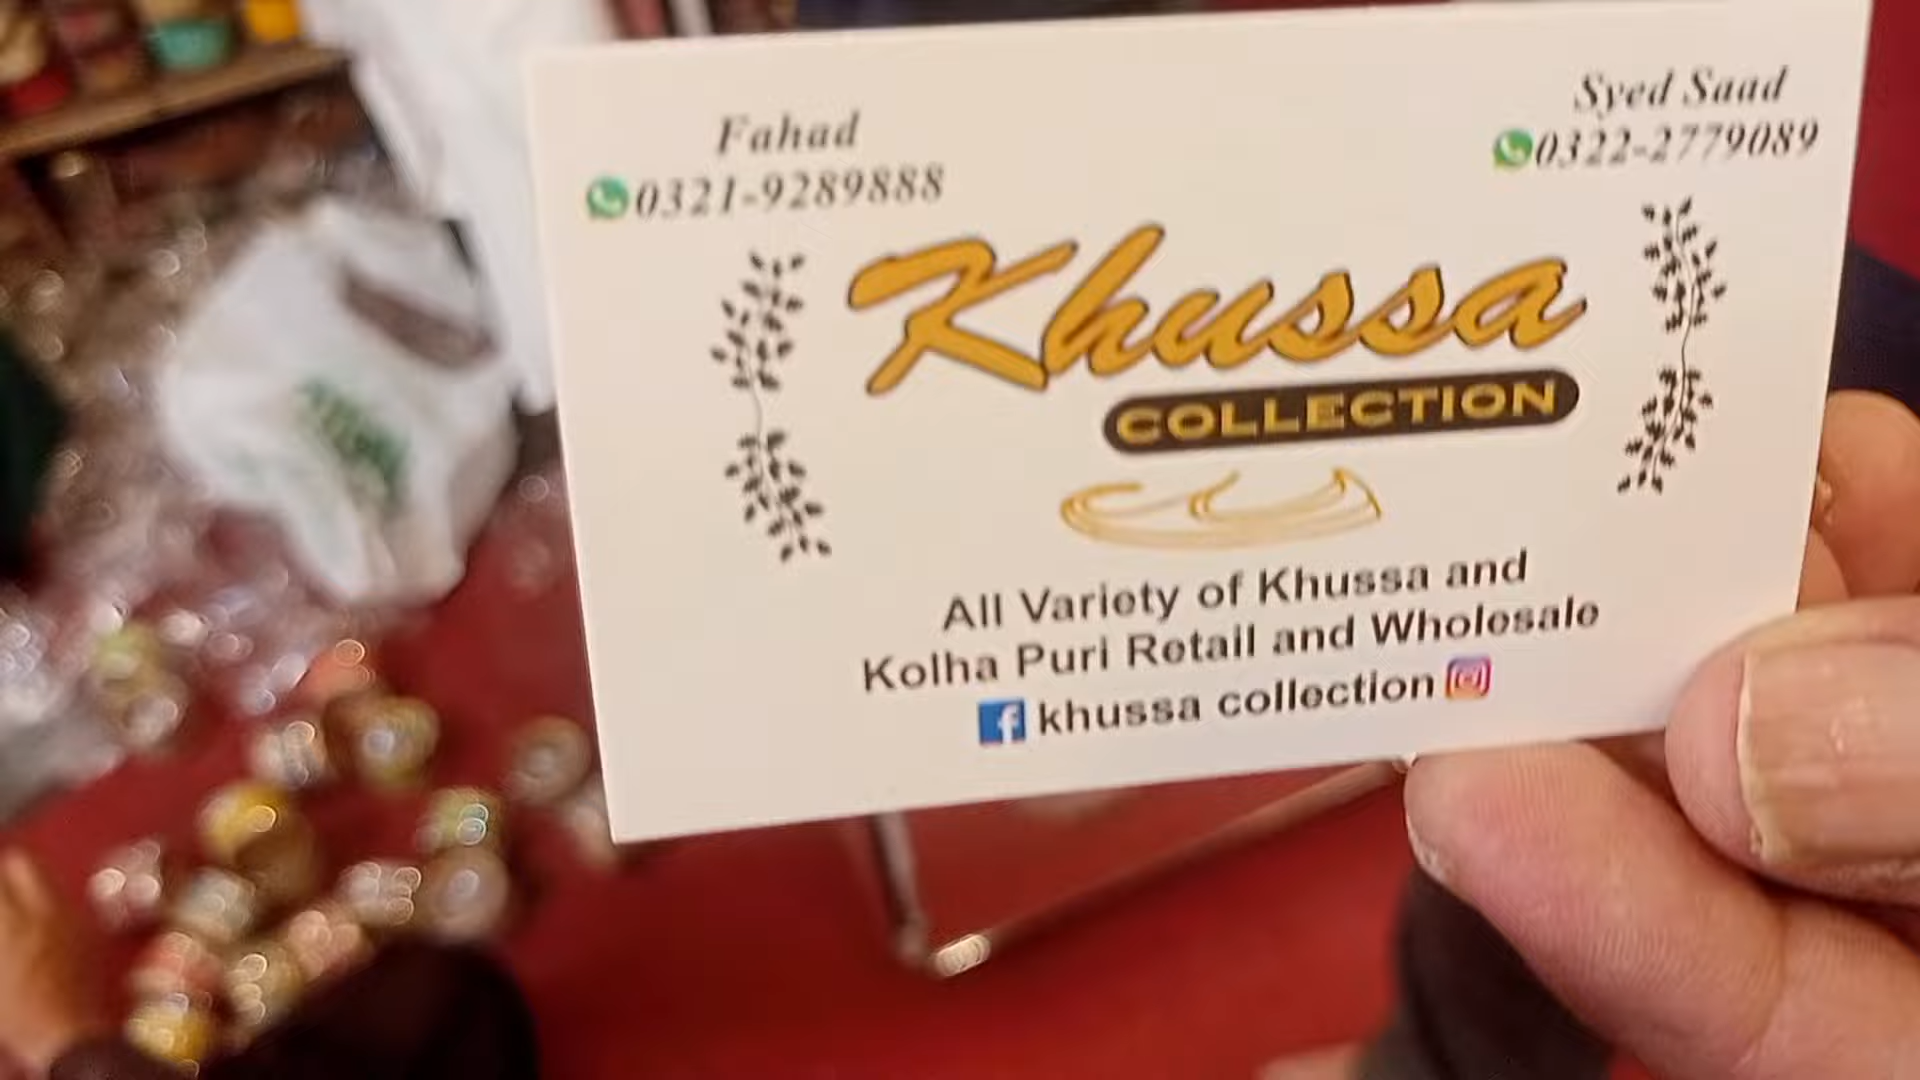 Fahad
0321-9289888
Syed Saad
0322-2779089
Khussa
COLLECTION
All Variety of Khussa and
Kolha Puri Retail and Wholesale
khussa collection